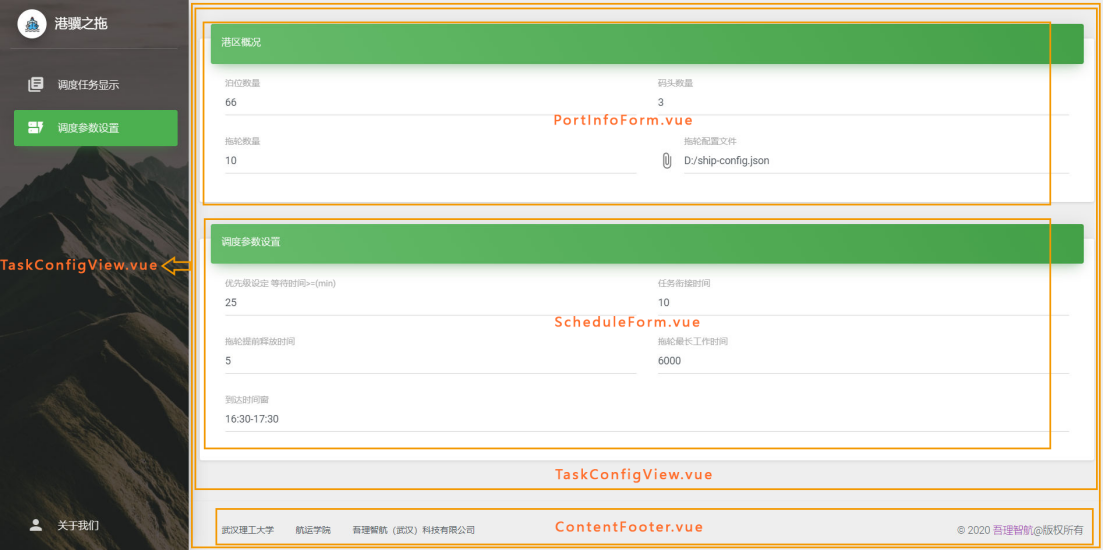 港骥之拖
调度任务显示
调度参数设置
TaskConfigView.vue
关于我们
港区概况
泊位数量
码头数量
66
3
PortInfoForm.vue
拖轮数量
拖轮配置文件
10
D:/ship-config.json
调度参数设置
优先级设定 等待时间>=(min)
任务衔接时间
25
10
ScheduleForm.vue
拖轮提前释放时间
拖轮最长工作时间
5
6000
到达时间窗
16:30-17:30
TaskConfigView.vue
武汉理工大学 航运学院 吾理智航（武汉）科技有限公司
ContentFooter.vue
© 2020 吾理智航@版权所有